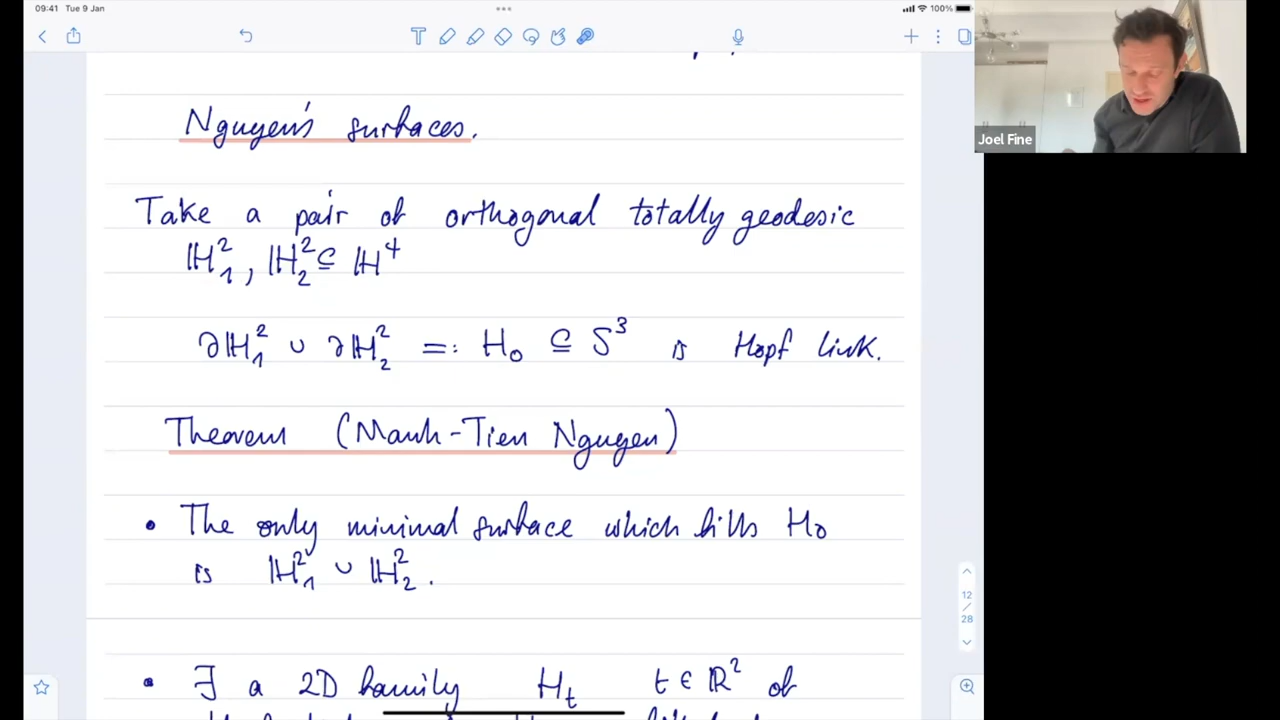 09:41 Tue 9 Jan
100%
Joel Fine
Nguyen's surfaces.
Take a pair of orthogonal totally geodesic
ℍ²₁, ℍ²₂ ⊆ ℍ⁴
∂ℍ²₁ ∪ ∂ℍ²₂ =: H₀ ⊆ S³ is Hopf link.
Theorem (Manh-Tien Nguyen)
• The only minimal surface which fills H₀
is ℍ²₁ ∪ ℍ²₂.
12
/
28
• ∃ a 2D family Hₜ t ∈ ℝ² of